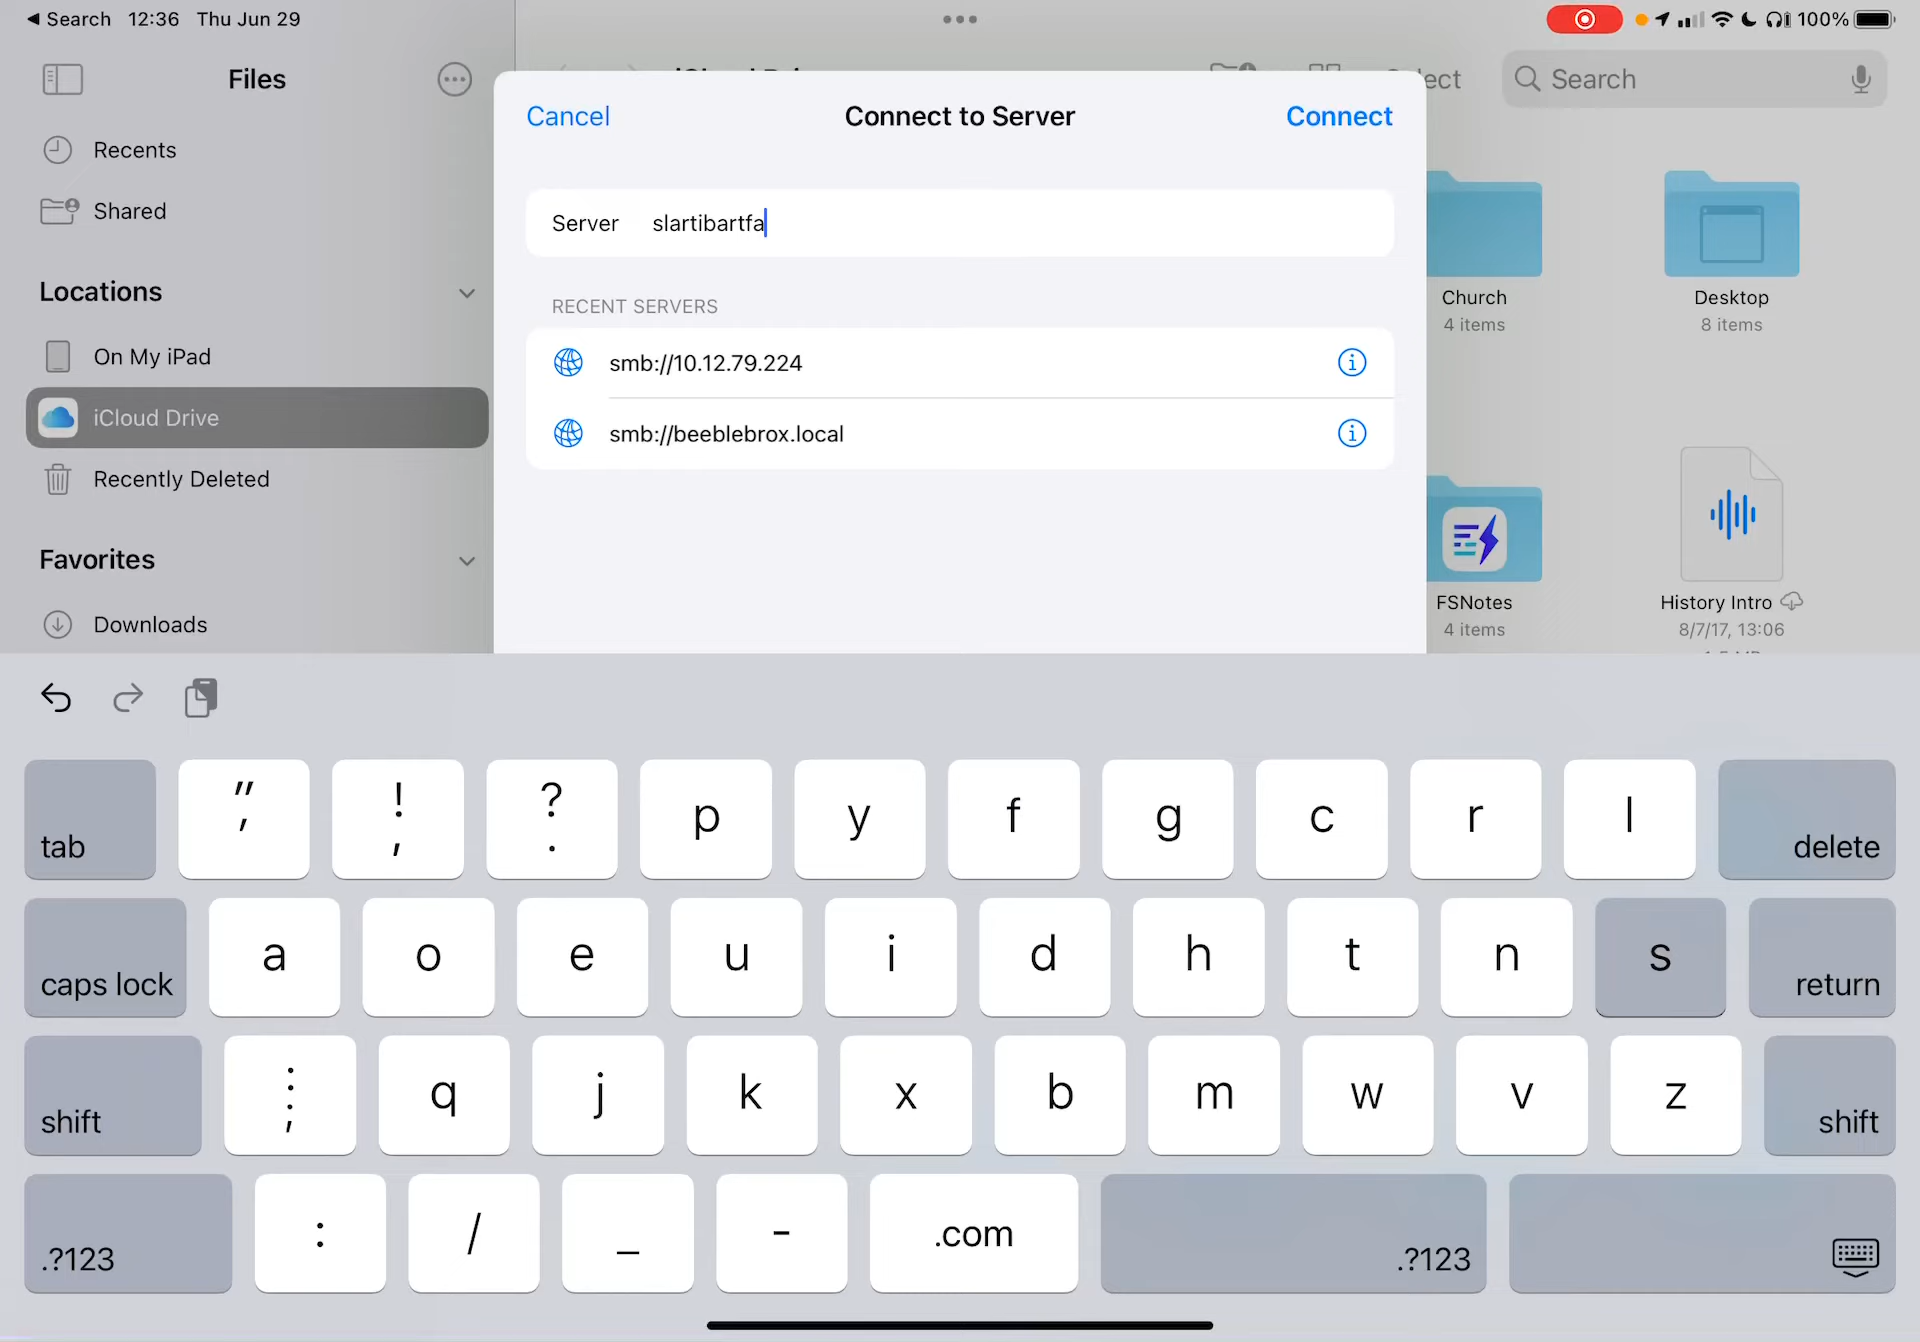 ◀ Search 12:36 Thu Jun 29
100%
Files
Recents
Shared
Locations
On My iPad
iCloud Drive
Recently Deleted
Favorites
Downloads
Cancel Connect to Server Connect
Server slartibartfa
RECENT SERVERS
smb://10.12.79.224
smb://beeblebrox.local
Search
Church
4 items
Desktop
8 items
FSNotes
4 items
History Intro
8/7/17, 13:06
tab " ' ! , ? . p y f g c r l delete
caps lock a o e u i d h t n s return
shift : ; q j k x b m w v z shift
.?123 : / _ - .com .?123